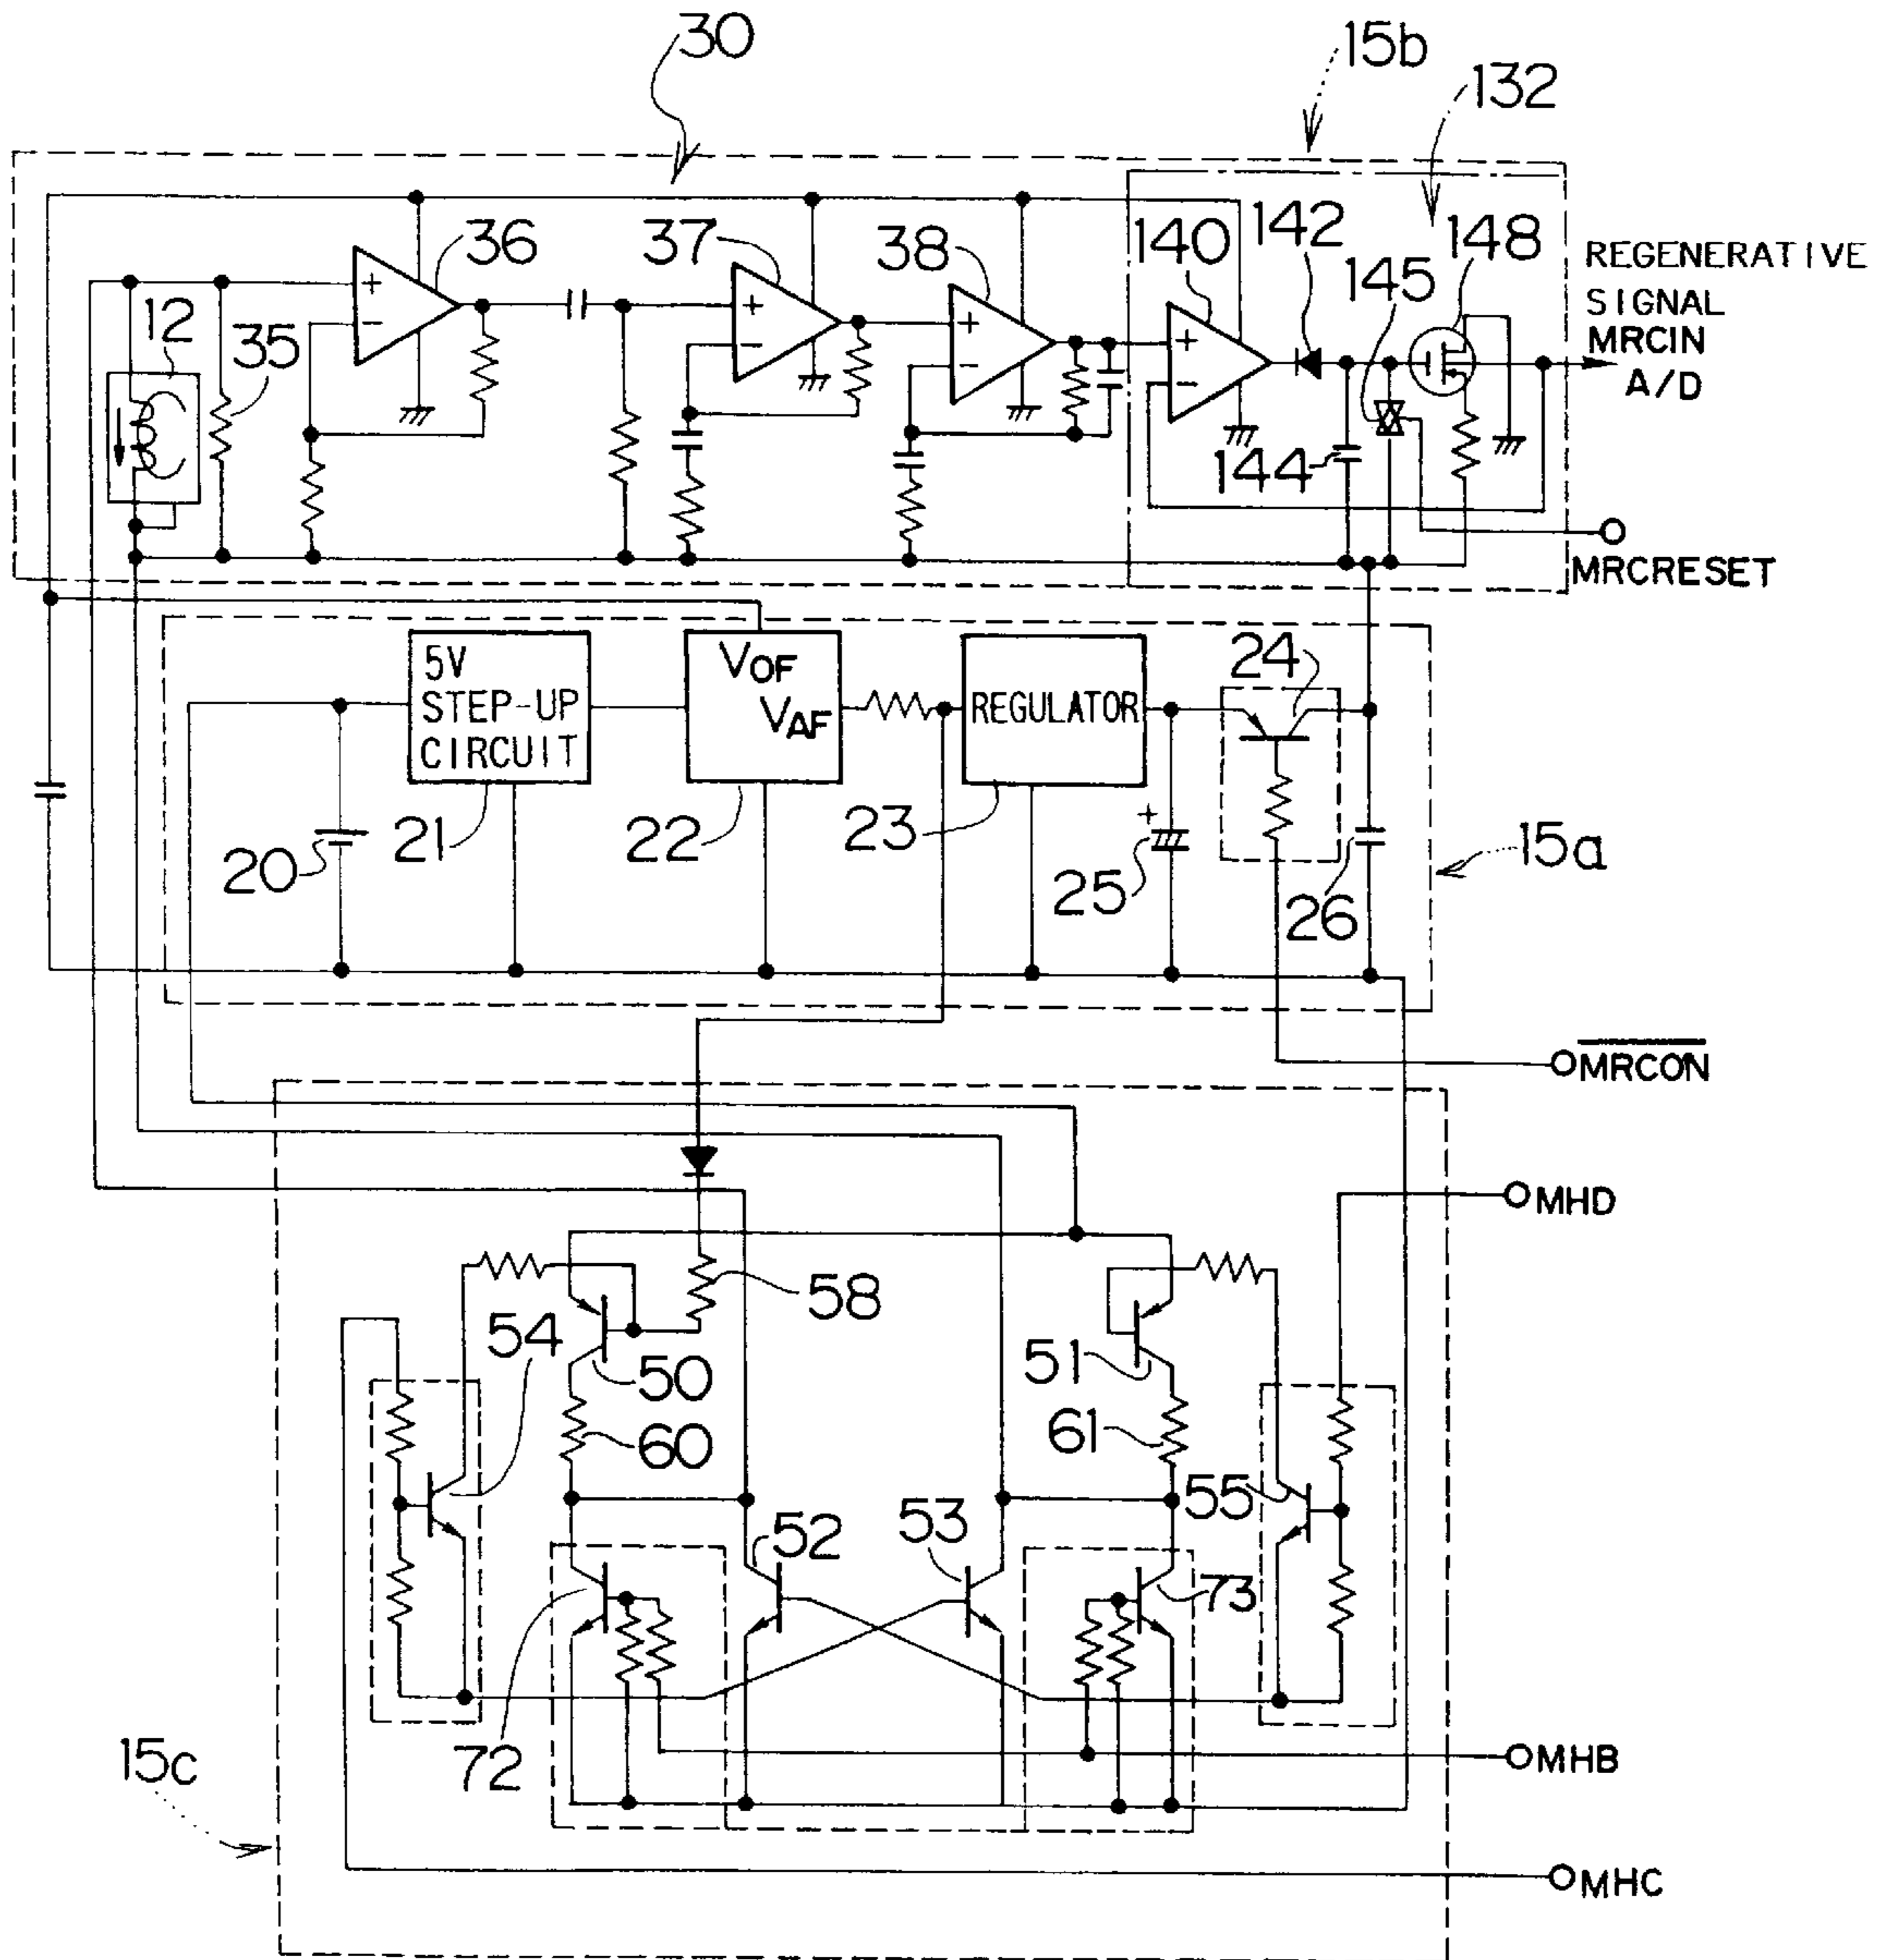 30
15b
132
36
37
38
140
142
148
145
REGENERATIVE
SIGNAL
MRCIN
A/D
12
35
+
−
+
−
+
−
+
−
144
MRCRESET
5V
STEP-UP
CIRCUIT
VOF
VAF
REGULATOR
24
20
21
22
23
+
25
26
15a
MRCON
MHD
58
54
50
51
60
61
55
52
53
72
73
15c
MHB
MHC